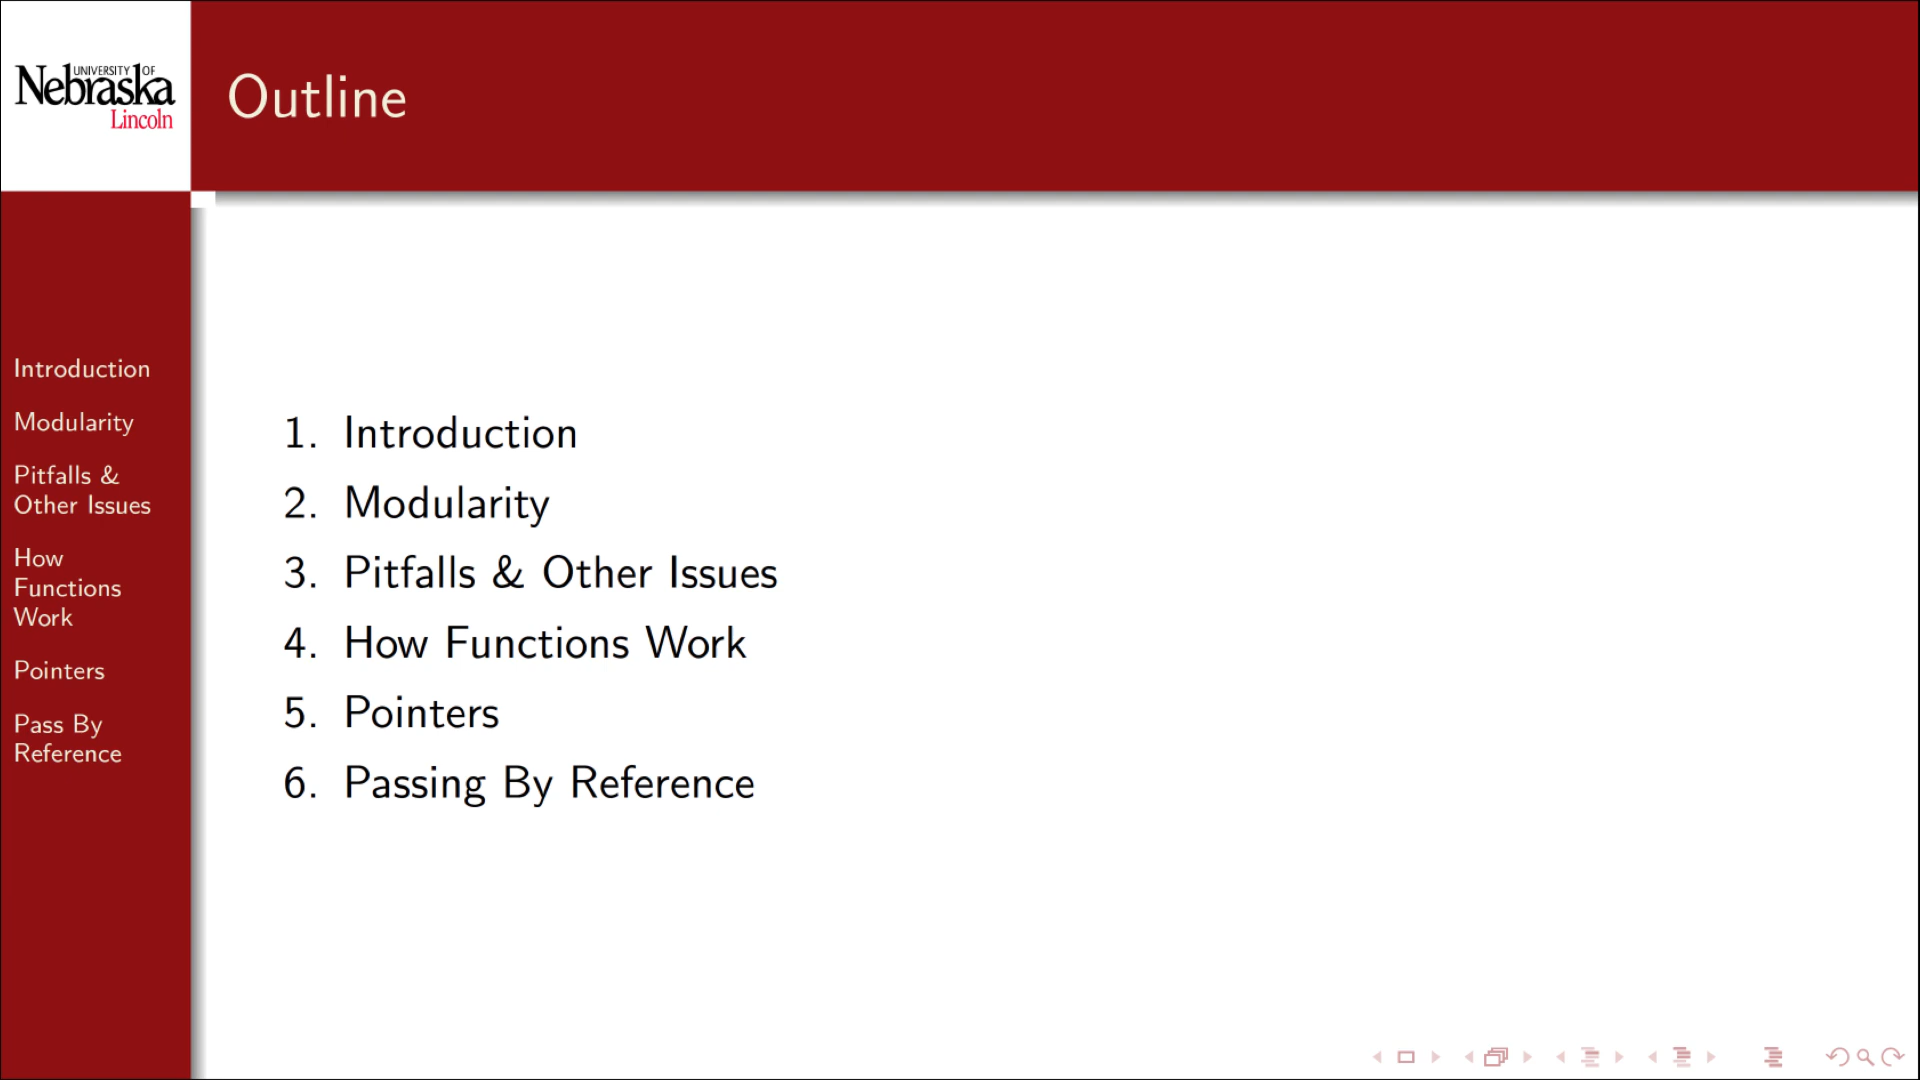 UNIVERSITY OF
Nebraska
Lincoln
Outline
Introduction
Modularity
Pitfalls &
Other Issues
How
Functions
Work
Pointers
Pass By
Reference
1. Introduction
2. Modularity
3. Pitfalls & Other Issues
4. How Functions Work
5. Pointers
6. Passing By Reference